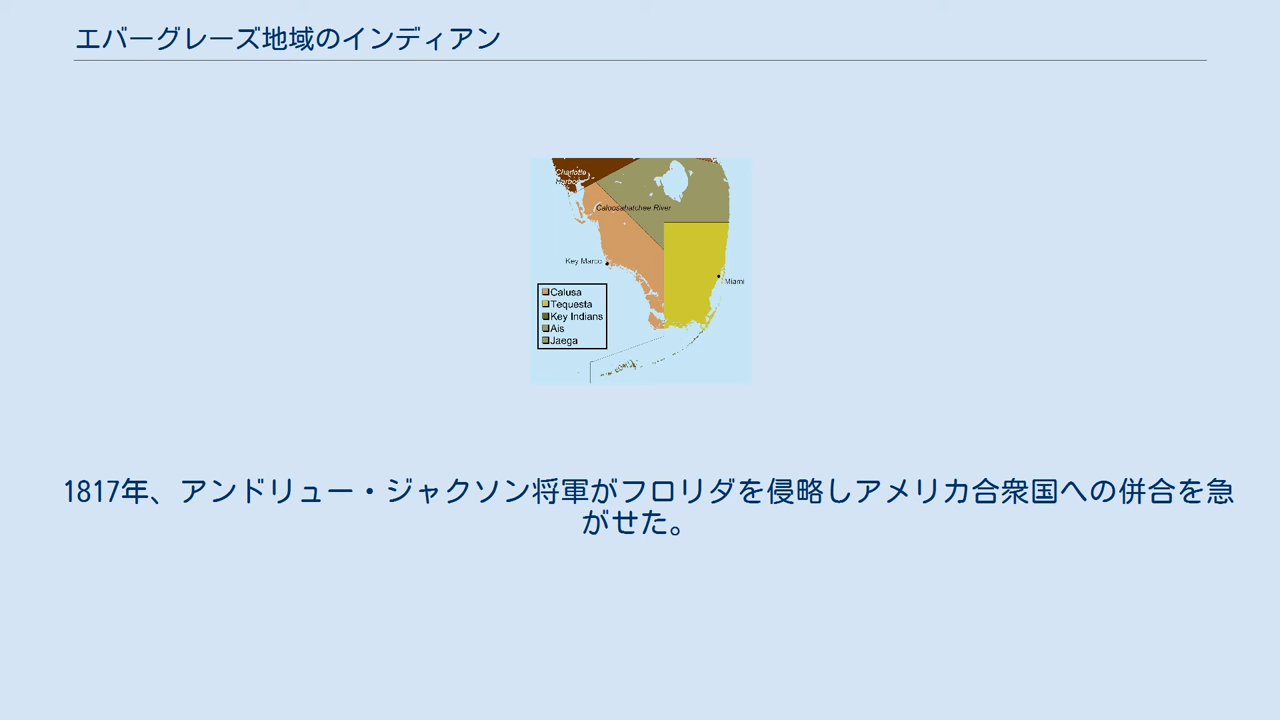 エバーグレーズ地域のインディアン
Charlotte
Harbor
Caloosahatchee River
Key Marco
Miami
Calusa
Tequesta
Key Indians
Ais
Jaega
1817年、アンドリュー・ジャクソン将軍がフロリダを侵略しアメリカ合衆国への併合を急
がせた。